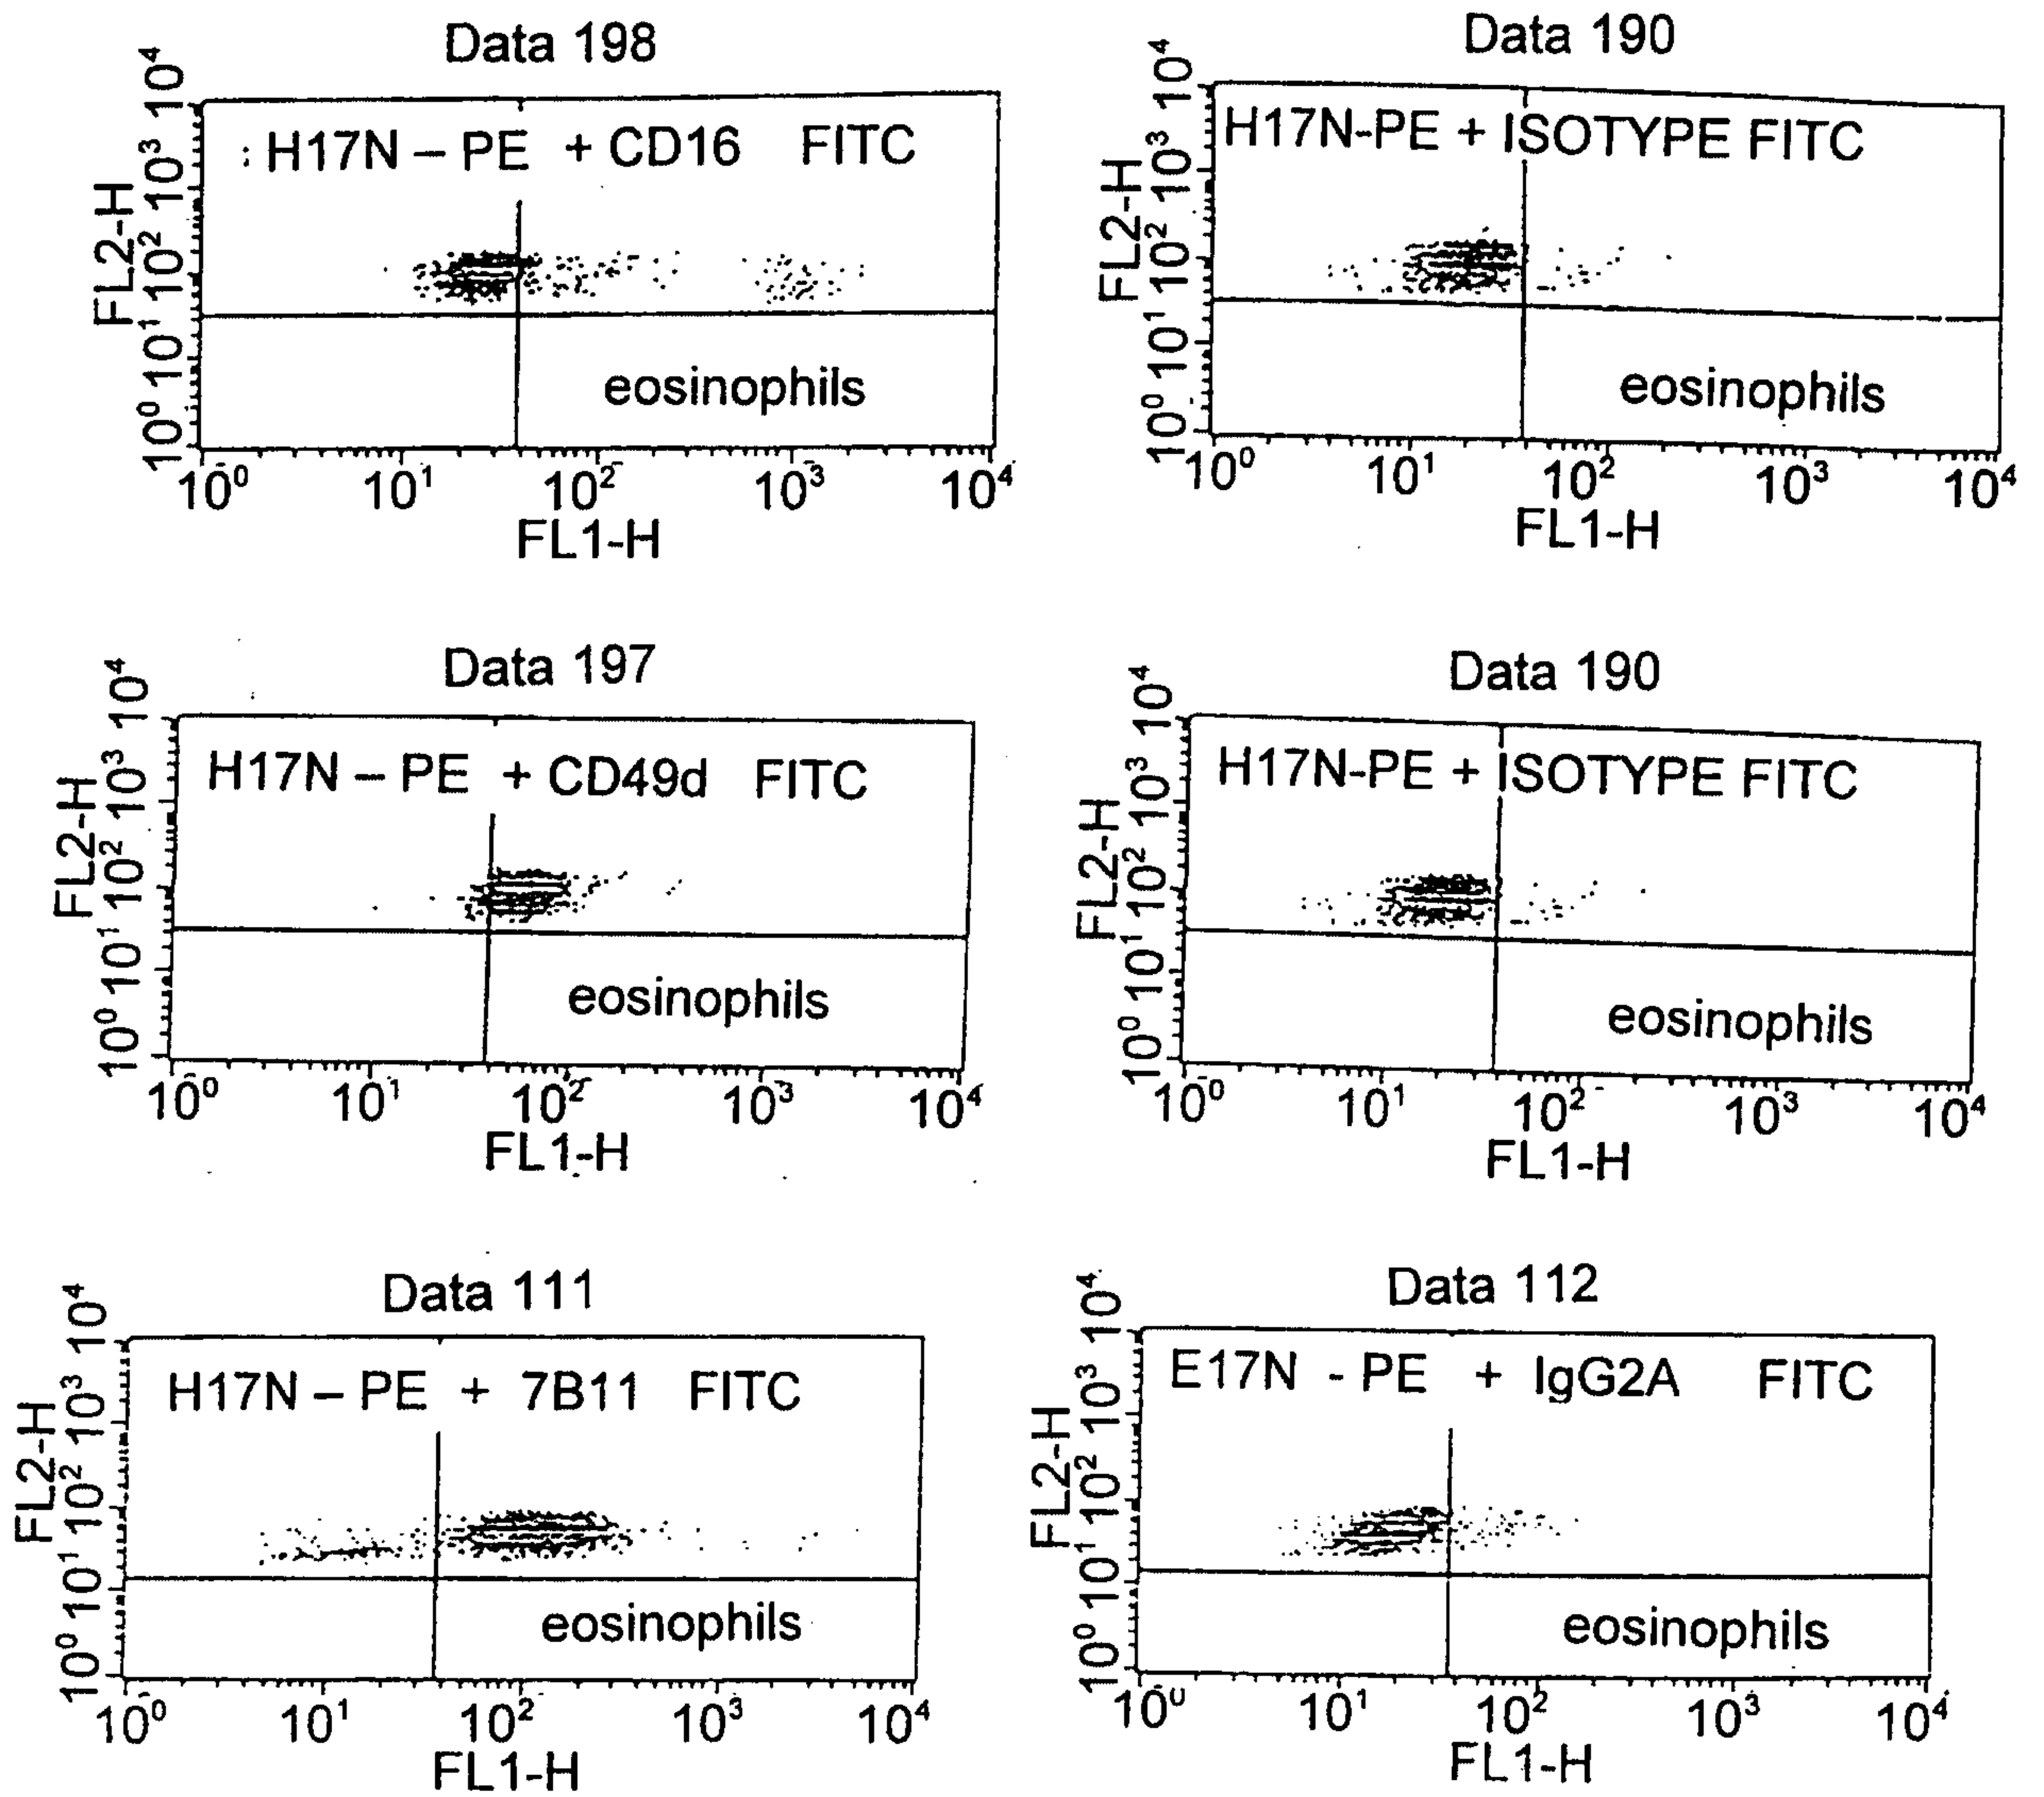 Data 198
10⁰ 10¹ 10² 10³ 10⁴
FL2-H
: H17N – PE + CD16 FITC
eosinophils
10⁰ 10¹ 10² 10³ 10⁴
FL1-H
Data 190
10⁰ 10¹ 10² 10³ 10⁴
FL2-H
H17N-PE + ISOTYPE FITC
eosinophils
10⁰ 10¹ 10² 10³ 10⁴
FL1-H
Data 197
10⁰ 10¹ 10² 10³ 10⁴
FL2-H
H17N – PE + CD49d FITC
eosinophils
10⁰ 10¹ 10² 10³ 10⁴
FL1-H
Data 190
10⁰ 10¹ 10² 10³ 10⁴
FL2-H
H17N-PE + ISOTYPE FITC
eosinophils
10⁰ 10¹ 10² 10³ 10⁴
FL1-H
Data 111
10⁰ 10¹ 10² 10³ 10⁴
FL2-H
H17N – PE + 7B11 FITC
eosinophils
10⁰ 10¹ 10² 10³ 10⁴
FL1-H
Data 112
10⁰ 10¹ 10² 10³ 10⁴
FL2-H
E17N - PE + IgG2A FITC
eosinophils
10⁰ 10¹ 10² 10³ 10⁴
FL1-H